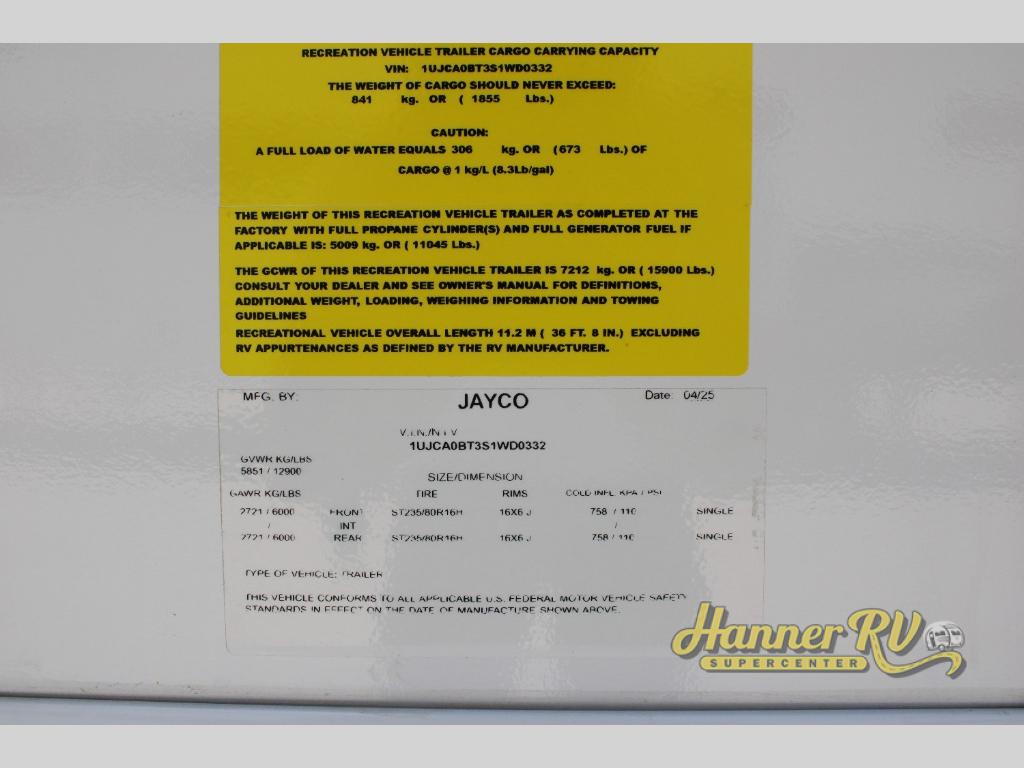 RECREATION VEHICLE TRAILER CARGO CARRYING CAPACITY
VIN: 1UJCA0BT3S1WD0332
THE WEIGHT OF CARGO SHOULD NEVER EXCEED:
841 kg. OR ( 1855 Lbs.)
CAUTION:
A FULL LOAD OF WATER EQUALS 306 kg. OR (673 Lbs.) OF
CARGO @ 1 kg/L (8.3Lb/gal)
THE WEIGHT OF THIS RECREATION VEHICLE TRAILER AS COMPLETED AT THE
FACTORY WITH FULL PROPANE CYLINDER(S) AND FULL GENERATOR FUEL IF
APPLICABLE IS: 5009 kg. OR ( 11045 Lbs.)
THE GCWR OF THIS RECREATION VEHICLE TRAILER IS 7212 kg. OR ( 15900 Lbs.)
CONSULT YOUR DEALER AND SEE OWNER'S MANUAL FOR DEFINITIONS,
ADDITIONAL WEIGHT, LOADING, WEIGHING INFORMATION AND TOWING
GUIDELINES
RECREATIONAL VEHICLE OVERALL LENGTH 11.2 M ( 36 FT. 8 IN.) EXCLUDING
RV APPURTENANCES AS DEFINED BY THE RV MANUFACTURER.
MFG. BY: JAYCO Date: 04/25
V.I.N./N.I.V
1UJCA0BT3S1WD0332
GVWR KG/LBS
5851 / 12900
SIZE/DIMENSION
GAWR KG/LBS TIRE RIMS COLD INFL. KPA / PSI
2721 / 6000 FRONT ST235/80R16H 16X6 J 758 / 110 SINGLE
/ INT /
2721 / 6000 REAR ST235/80R16H 16X6 J 758 / 110 SINGLE
TYPE OF VEHICLE: TRAILER
THIS VEHICLE CONFORMS TO ALL APPLICABLE U.S. FEDERAL MOTOR VEHICLE SAFETY
STANDARDS IN EFFECT ON THE DATE OF MANUFACTURE SHOWN ABOVE.
Hanner RV
SUPERCENTER